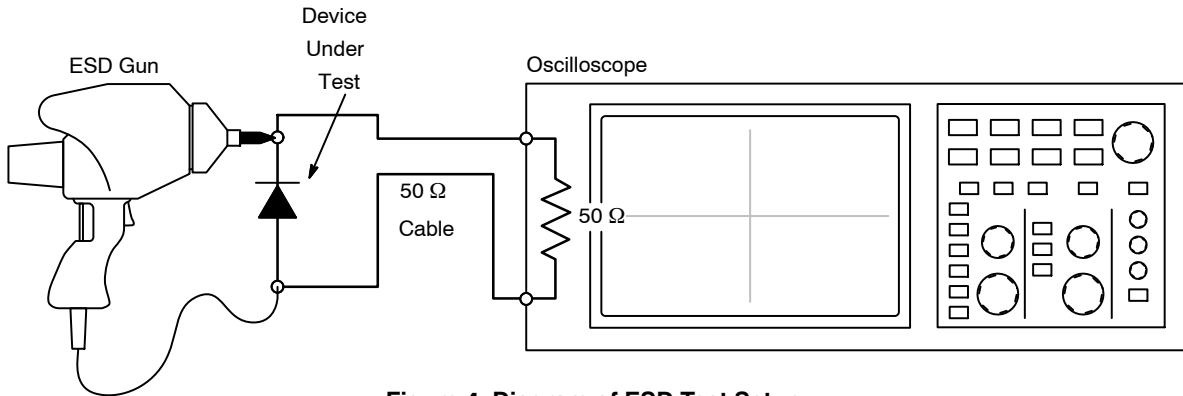 Device
Under
Test
ESD Gun
Oscilloscope
50 Ω
Cable
50 Ω